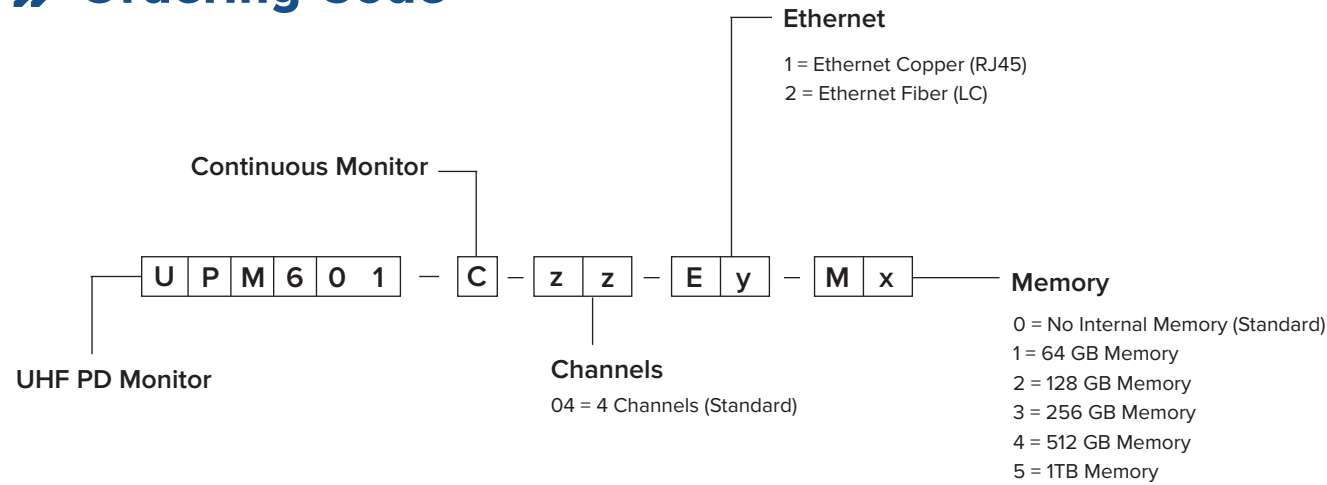 Ordering Code
Ethernet
1 = Ethernet Copper (RJ45)
2 = Ethernet Fiber (LC)
Continuous Monitor
U P M 6 0 1 – C – z z – E y – M x
Memory
0 = No Internal Memory (Standard)
1 = 64 GB Memory
2 = 128 GB Memory
3 = 256 GB Memory
4 = 512 GB Memory
5 = 1TB Memory
Channels
04 = 4 Channels (Standard)
UHF PD Monitor